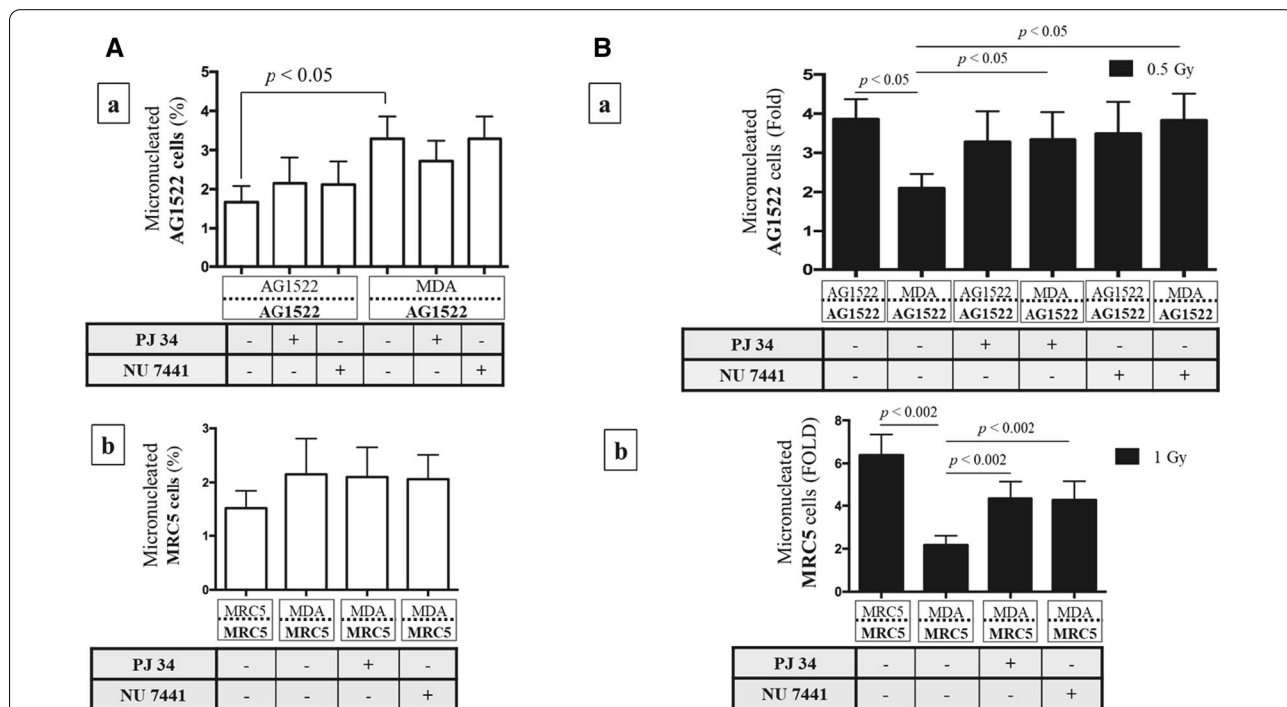 A
a
Micronucleated
AG1522 cells (%)
5
4
3
2
1
0
p < 0.05
AG1522
AG1522
MDA
AG1522
PJ 34 - + - - + -
NU 7441 - - + - - +
b
Micronucleated
MRC5 cells (%)
3
2
1
0
MRC5
MRC5
MDA
MRC5
MDA
MRC5
MDA
MRC5
PJ 34 - - + -
NU 7441 - - - +
B
a
Micronucleated
AG1522 cells (Fold)
5
4
3
2
1
0
p < 0.05
p < 0.05
p < 0.05
0.5 Gy
AG1522
AG1522
MDA
AG1522
AG1522
AG1522
MDA
AG1522
AG1522
AG1522
MDA
AG1522
PJ 34 - - + + - -
NU 7441 - - - - + +
b
Micronucleated
MRC5 cells (FOLD)
8
6
4
2
0
p < 0.002
p < 0.002
p < 0.002
1 Gy
MRC5
MRC5
MDA
MRC5
MDA
MRC5
MDA
MRC5
PJ 34 - - + -
NU 7441 - - - +